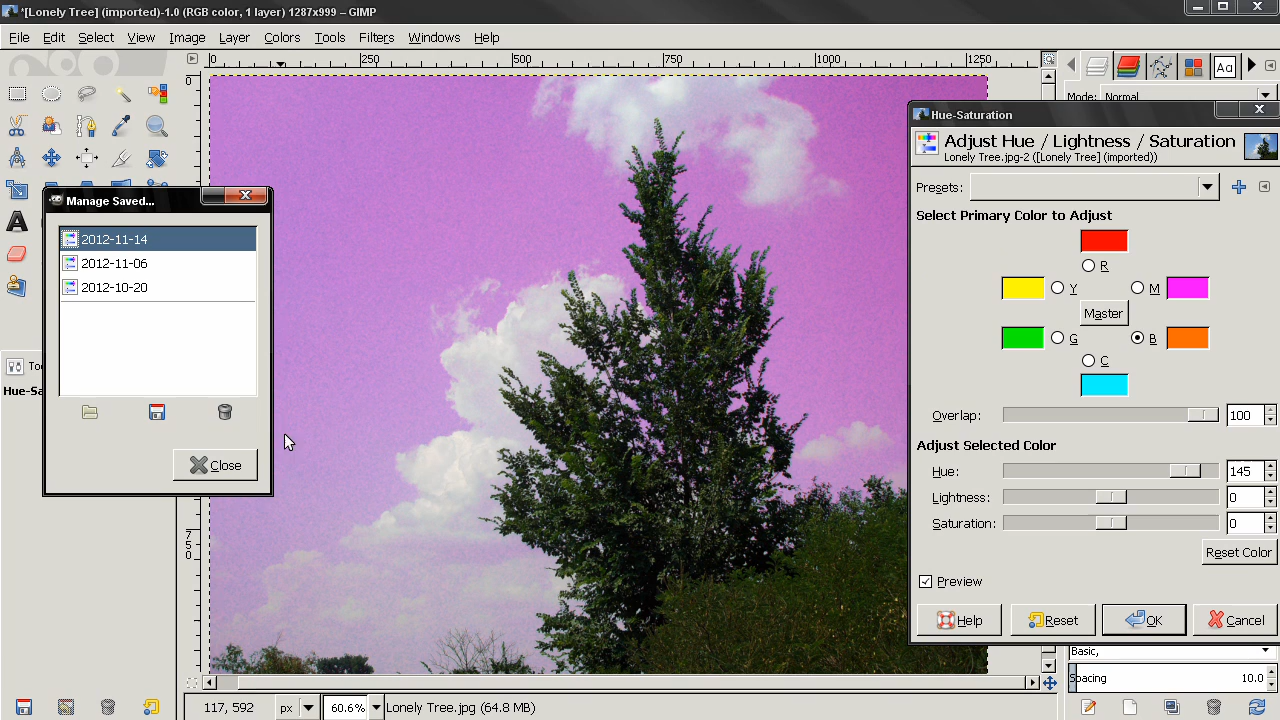 *[Lonely Tree] (imported)-1.0 (RGB color, 1 layer) 1287x999 – GIMP
File Edit Select View Image Layer Colors Tools Filters Windows Help
0 250 500 750 1000 1250
0
Mode: Normal
Hue-Saturation
Adjust Hue / Lightness / Saturation
Lonely Tree.jpg-2 ([Lonely Tree] (imported))
Presets:
Select Primary Color to Adjust
R
Y M
Master
G B
C
Overlap: 100
Adjust Selected Color
Hue: 145
Lightness: 0
Saturation: 0
Reset Color
Preview
Help Reset OK Cancel
Manage Saved...
2012-11-14
2012-11-06
2012-10-20
Close
Hue-Sa
A
Aa
750
Basic,
Spacing 10.0
117, 592 px 60.6% Lonely Tree.jpg (64.8 MB)